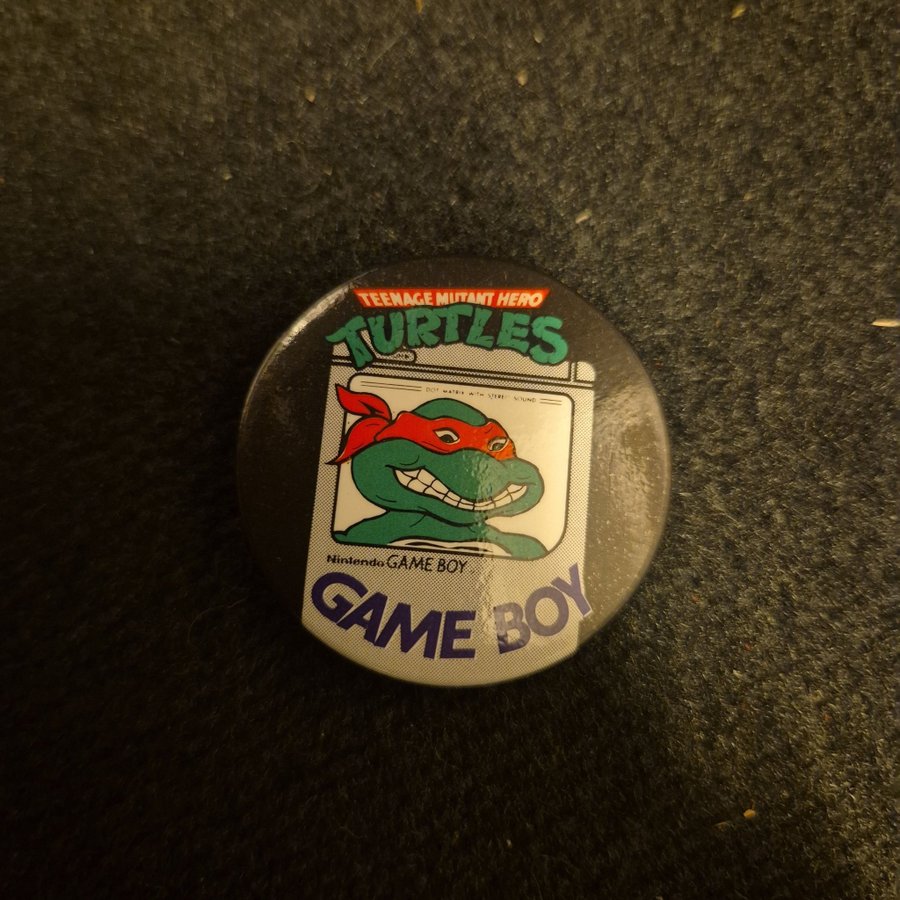 TEENAGE MUTANT HERO
TURTLES
DOT MATRIX WITH STEREO SOUND
Nintendo GAME BOY
GAME BOY